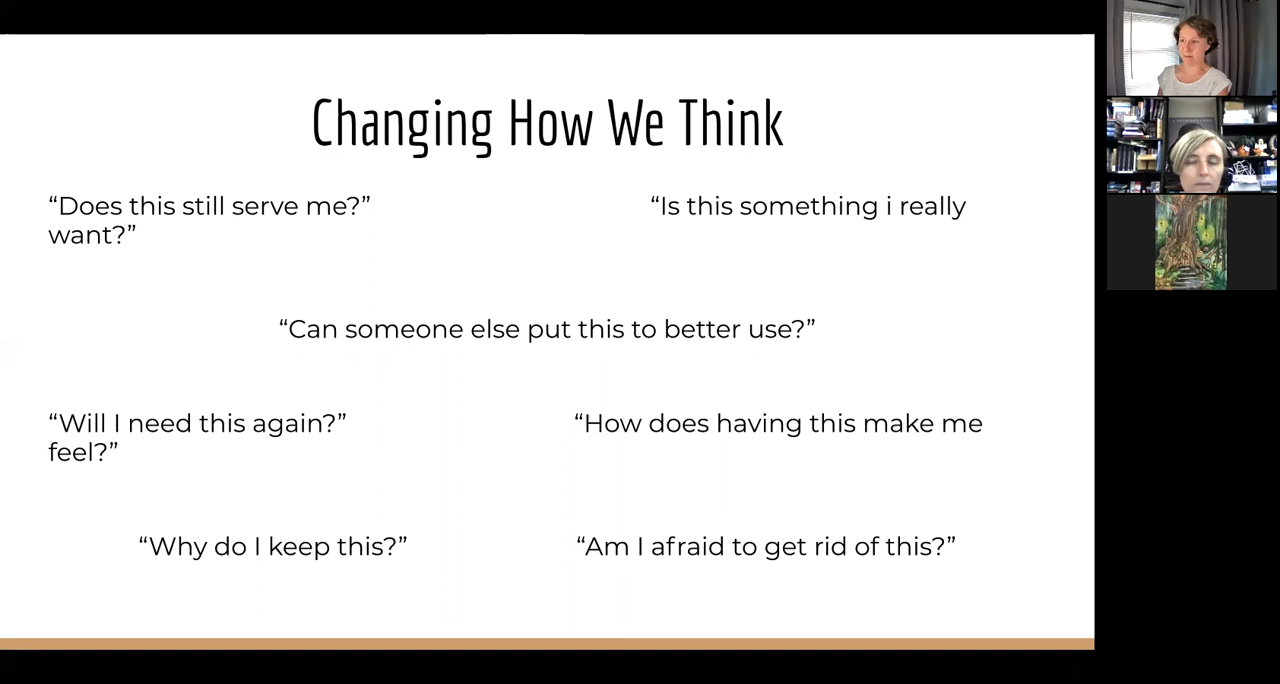 Changing How We Think
“Does this still serve me?” “Is this something i really
want?”
“Can someone else put this to better use?”
“Will I need this again?” “How does having this make me
feel?”
“Why do I keep this?” “Am I afraid to get rid of this?”